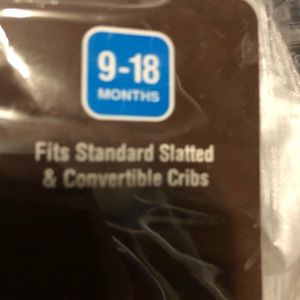 9-18
MONTHS
Fits Standard Slatted
& Convertible Cribs